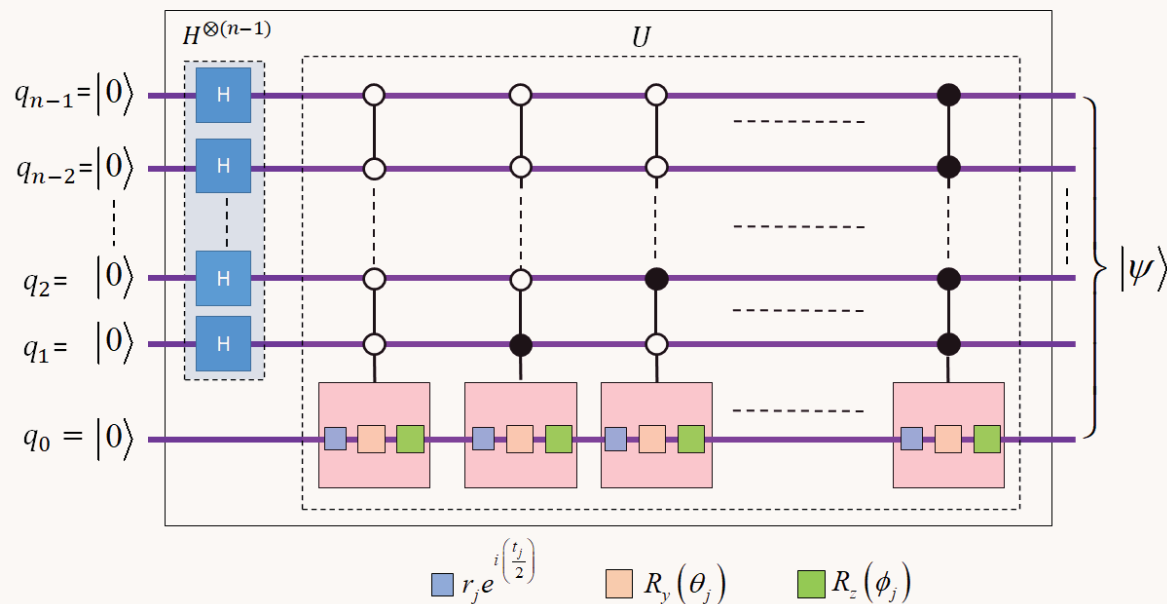 H^{⊗(n-1)}
U
q_{n-1}=|0⟩
H
q_{n-2}=|0⟩
H
q_2= |0⟩
H
q_1= |0⟩
H
q_0 = |0⟩
|ψ⟩
r_j e^{i(t_j/2)} R_y(θ_j) R_z(ϕ_j)